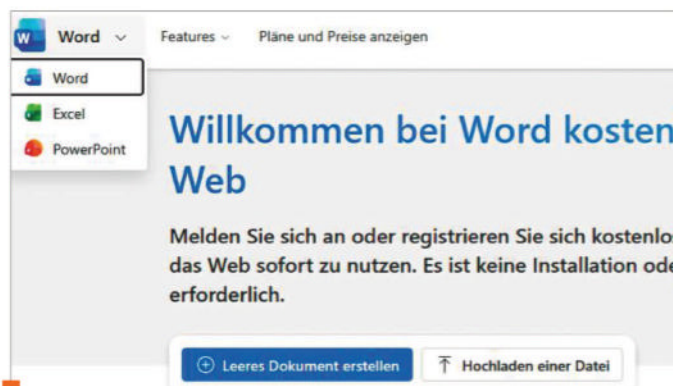 Word Features Pläne und Preise anzeigen
Word
Excel
PowerPoint
Willkommen bei Word kosten
Web
Melden Sie sich an oder registrieren Sie sich kostenlo
das Web sofort zu nutzen. Es ist keine Installation ode
erforderlich.
Leeres Dokument erstellen Hochladen einer Datei